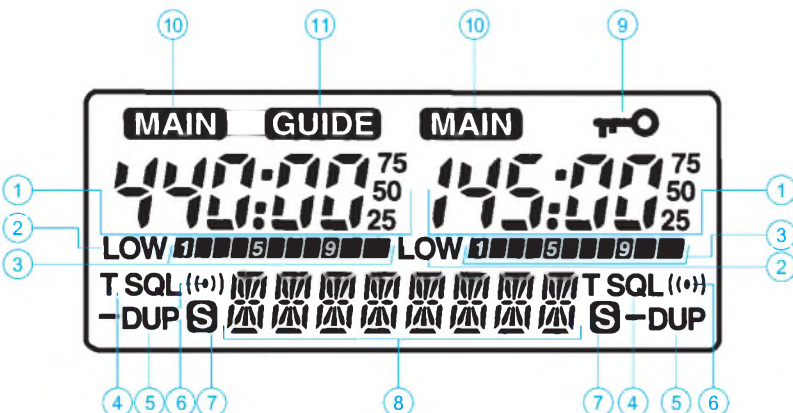 10 11 10 9
MAIN GUIDE MAIN
440:00 75 50 25 145:00 75 50 25
1 1
2 LOW 1 5 9 LOW 1 5 9 3
3 2
T SQL ((•)) T SQL ((•))
-DUP S S -DUP
4 5 6 7 8 7 4 5 6